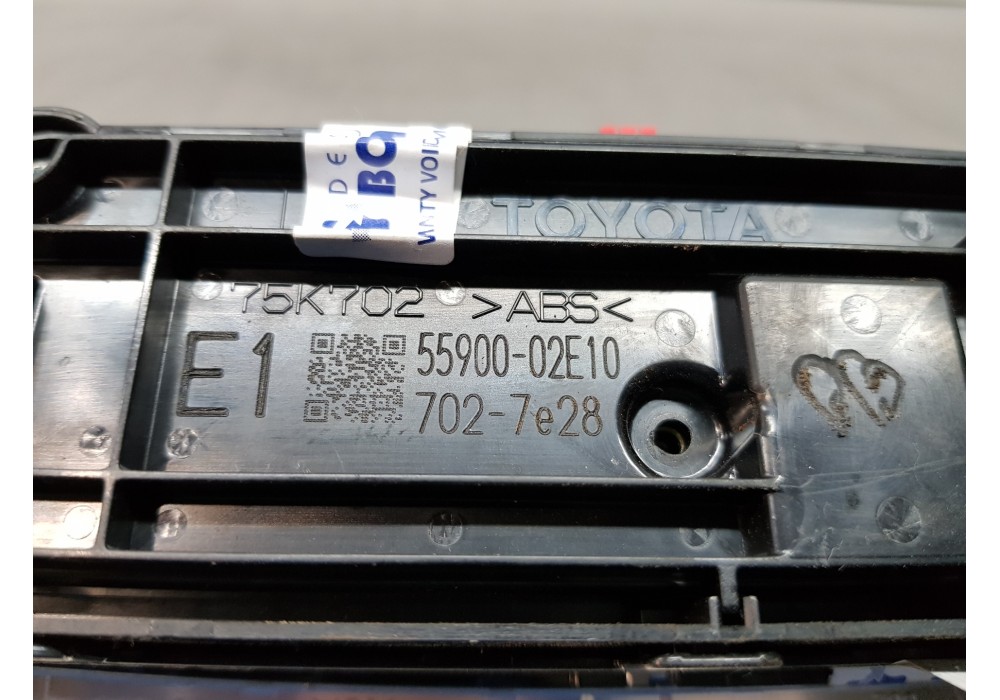 TOYOTA
75K702 >ABS<
E1
55900-02E10
702-7e28